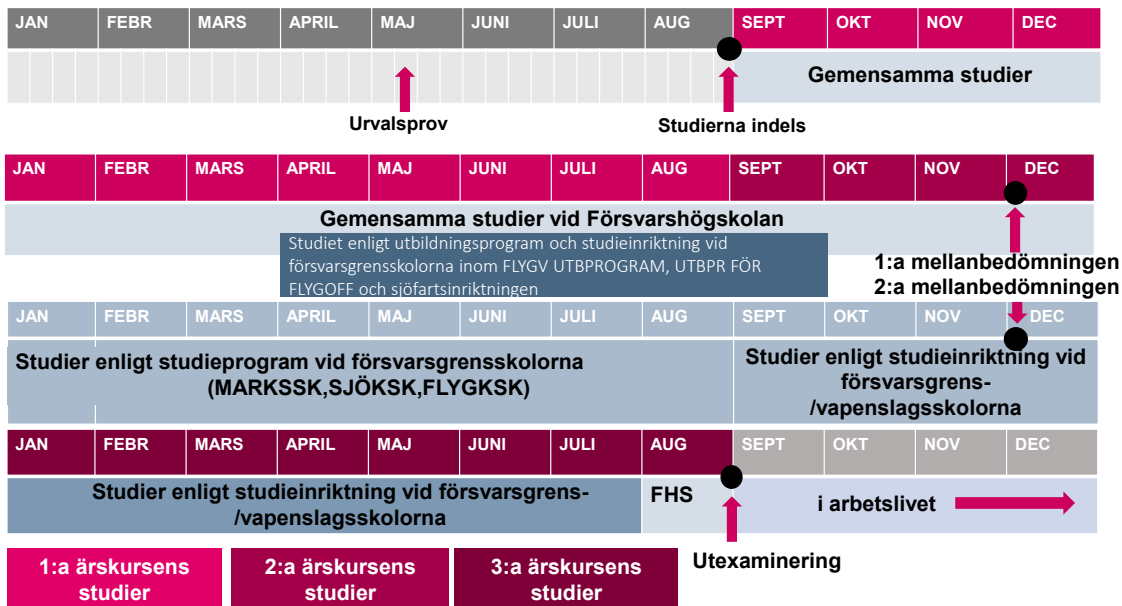 JAN FEBR MARS APRIL MAJ JUNI JULI AUG SEPT OKT NOV DEC
Gemensamma studier
Urvalsprov
Studierna indels
JAN FEBR MARS APRIL MAJ JUNI JULI AUG SEPT OKT NOV DEC
Gemensamma studier vid Försvarshögskolan
Studiet enligt utbildningsprogram och studieinriktning vid
försvarsgrensskolorna inom FLYGV UTBPROGRAM, UTBPR FÖR
FLYGOFF och sjöfartsinriktningen
1:a mellanbedömningen
2:a mellanbedömningen
JAN FEBR MARS APRIL MAJ JUNI JULI AUG SEPT OKT NOV DEC
Studier enligt studieprogram vid försvarsgrensskolorna
(MARKSSK,SJÖKSK,FLYGKSK)
Studier enligt studieinriktning vid
försvarsgrens-
/vapenslagsskolorna
JAN FEBR MARS APRIL MAJ JUNI JULI AUG SEPT OKT NOV DEC
Studier enligt studieinriktning vid försvarsgrens-
/vapenslagsskolorna
FHS
i arbetslivet
Utexaminering
1:a ärskursens
studier
2:a ärskursens
studier
3:a ärskursens
studier